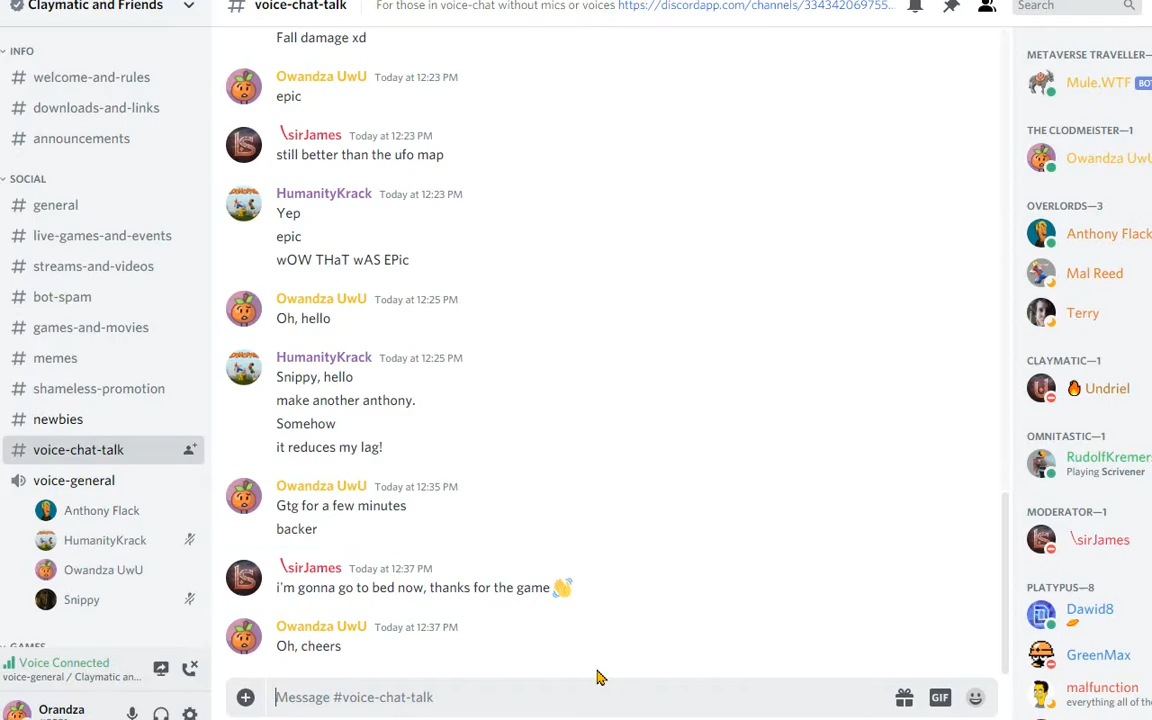 Claymatic and Friends
INFO
# welcome-and-rules
# downloads-and-links
# announcements
SOCIAL
# general
# live-games-and-events
# streams-and-videos
# bot-spam
# games-and-movies
# memes
# shameless-promotion
# newbies
# voice-chat-talk
voice-general
Anthony Flack
HumanityKrack
Owandza UwU
Snippy
GAMES
Voice Connected
voice-general / Claymatic an...
Orandza
# voice-chat-talk
For those in voice-chat without mics or voices https://discordapp.com/channels/334342069755...
Search
Fall damage xd
Owandza UwU Today at 12:23 PM
epic
\sirJames Today at 12:23 PM
still better than the ufo map
HumanityKrack Today at 12:23 PM
Yep
epic
wOW THaT wAS EPic
Owandza UwU Today at 12:25 PM
Oh, hello
HumanityKrack Today at 12:25 PM
Snippy, hello
make another anthony.
Somehow
it reduces my lag!
Owandza UwU Today at 12:35 PM
Gtg for a few minutes
backer
\sirJames Today at 12:37 PM
i'm gonna go to bed now, thanks for the game 👋
Owandza UwU Today at 12:37 PM
Oh, cheers
Message #voice-chat-talk
GIF
METAVERSE TRAVELLER—
Mule.WTF BOT
THE CLODMEISTER—1
Owandza UwU
OVERLORDS—3
Anthony Flack
Mal Reed
Terry
CLAYMATIC—1
🔥 Undriel
OMNITASTIC—1
RudolfKremers
Playing Scrivener
MODERATOR—1
\sirJames
PLATYPUS—8
Dawid8
GreenMax
malfunction
everything all of the